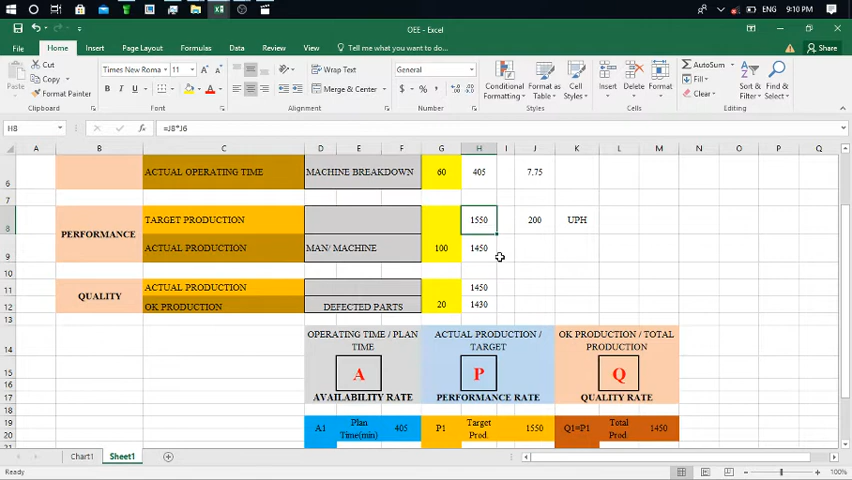 9:10 PM
OEE - Excel
File Home Insert Page Layout Formulas Data Review View Tell me what you want to do... Share
Paste Cut Copy Format Painter Clipboard
Times New Roma 11 A A B I U A Font
Wrap Text Merge & Center Alignment
General $ % , Number
Conditional Formatting Format as Table Cell Styles Styles
Insert Delete Format Cells
AutoSum Fill Clear Sort & Filter Find & Select Editing
H8 fx =J8*J6
A B C D E F G H I J K L M N O P Q
6 ACTUAL OPERATING TIME MACHINE BREAKDOWN 60 405 7.75
7
8 PERFORMANCE TARGET PRODUCTION 1550 200 UPH
9 ACTUAL PRODUCTION MAN/ MACHINE 100 1450
10
11 QUALITY ACTUAL PRODUCTION 1450
12 OK PRODUCTION DEFECTED PARTS 20 1430
13
14 OPERATING TIME / PLAN TIME ACTUAL PRODUCTION / TARGET OK PRODUCTION / TOTAL PRODUCTION
15
16 A P Q
17 AVAILABILITY RATE PERFORMANCE RATE QUALITY RATE
18
19
20 A1 Plan Time(min) 405 P1 Target Prod. 1550 Q1=P1 Total Prod 1450
Chart1 Sheet1
Ready 100%